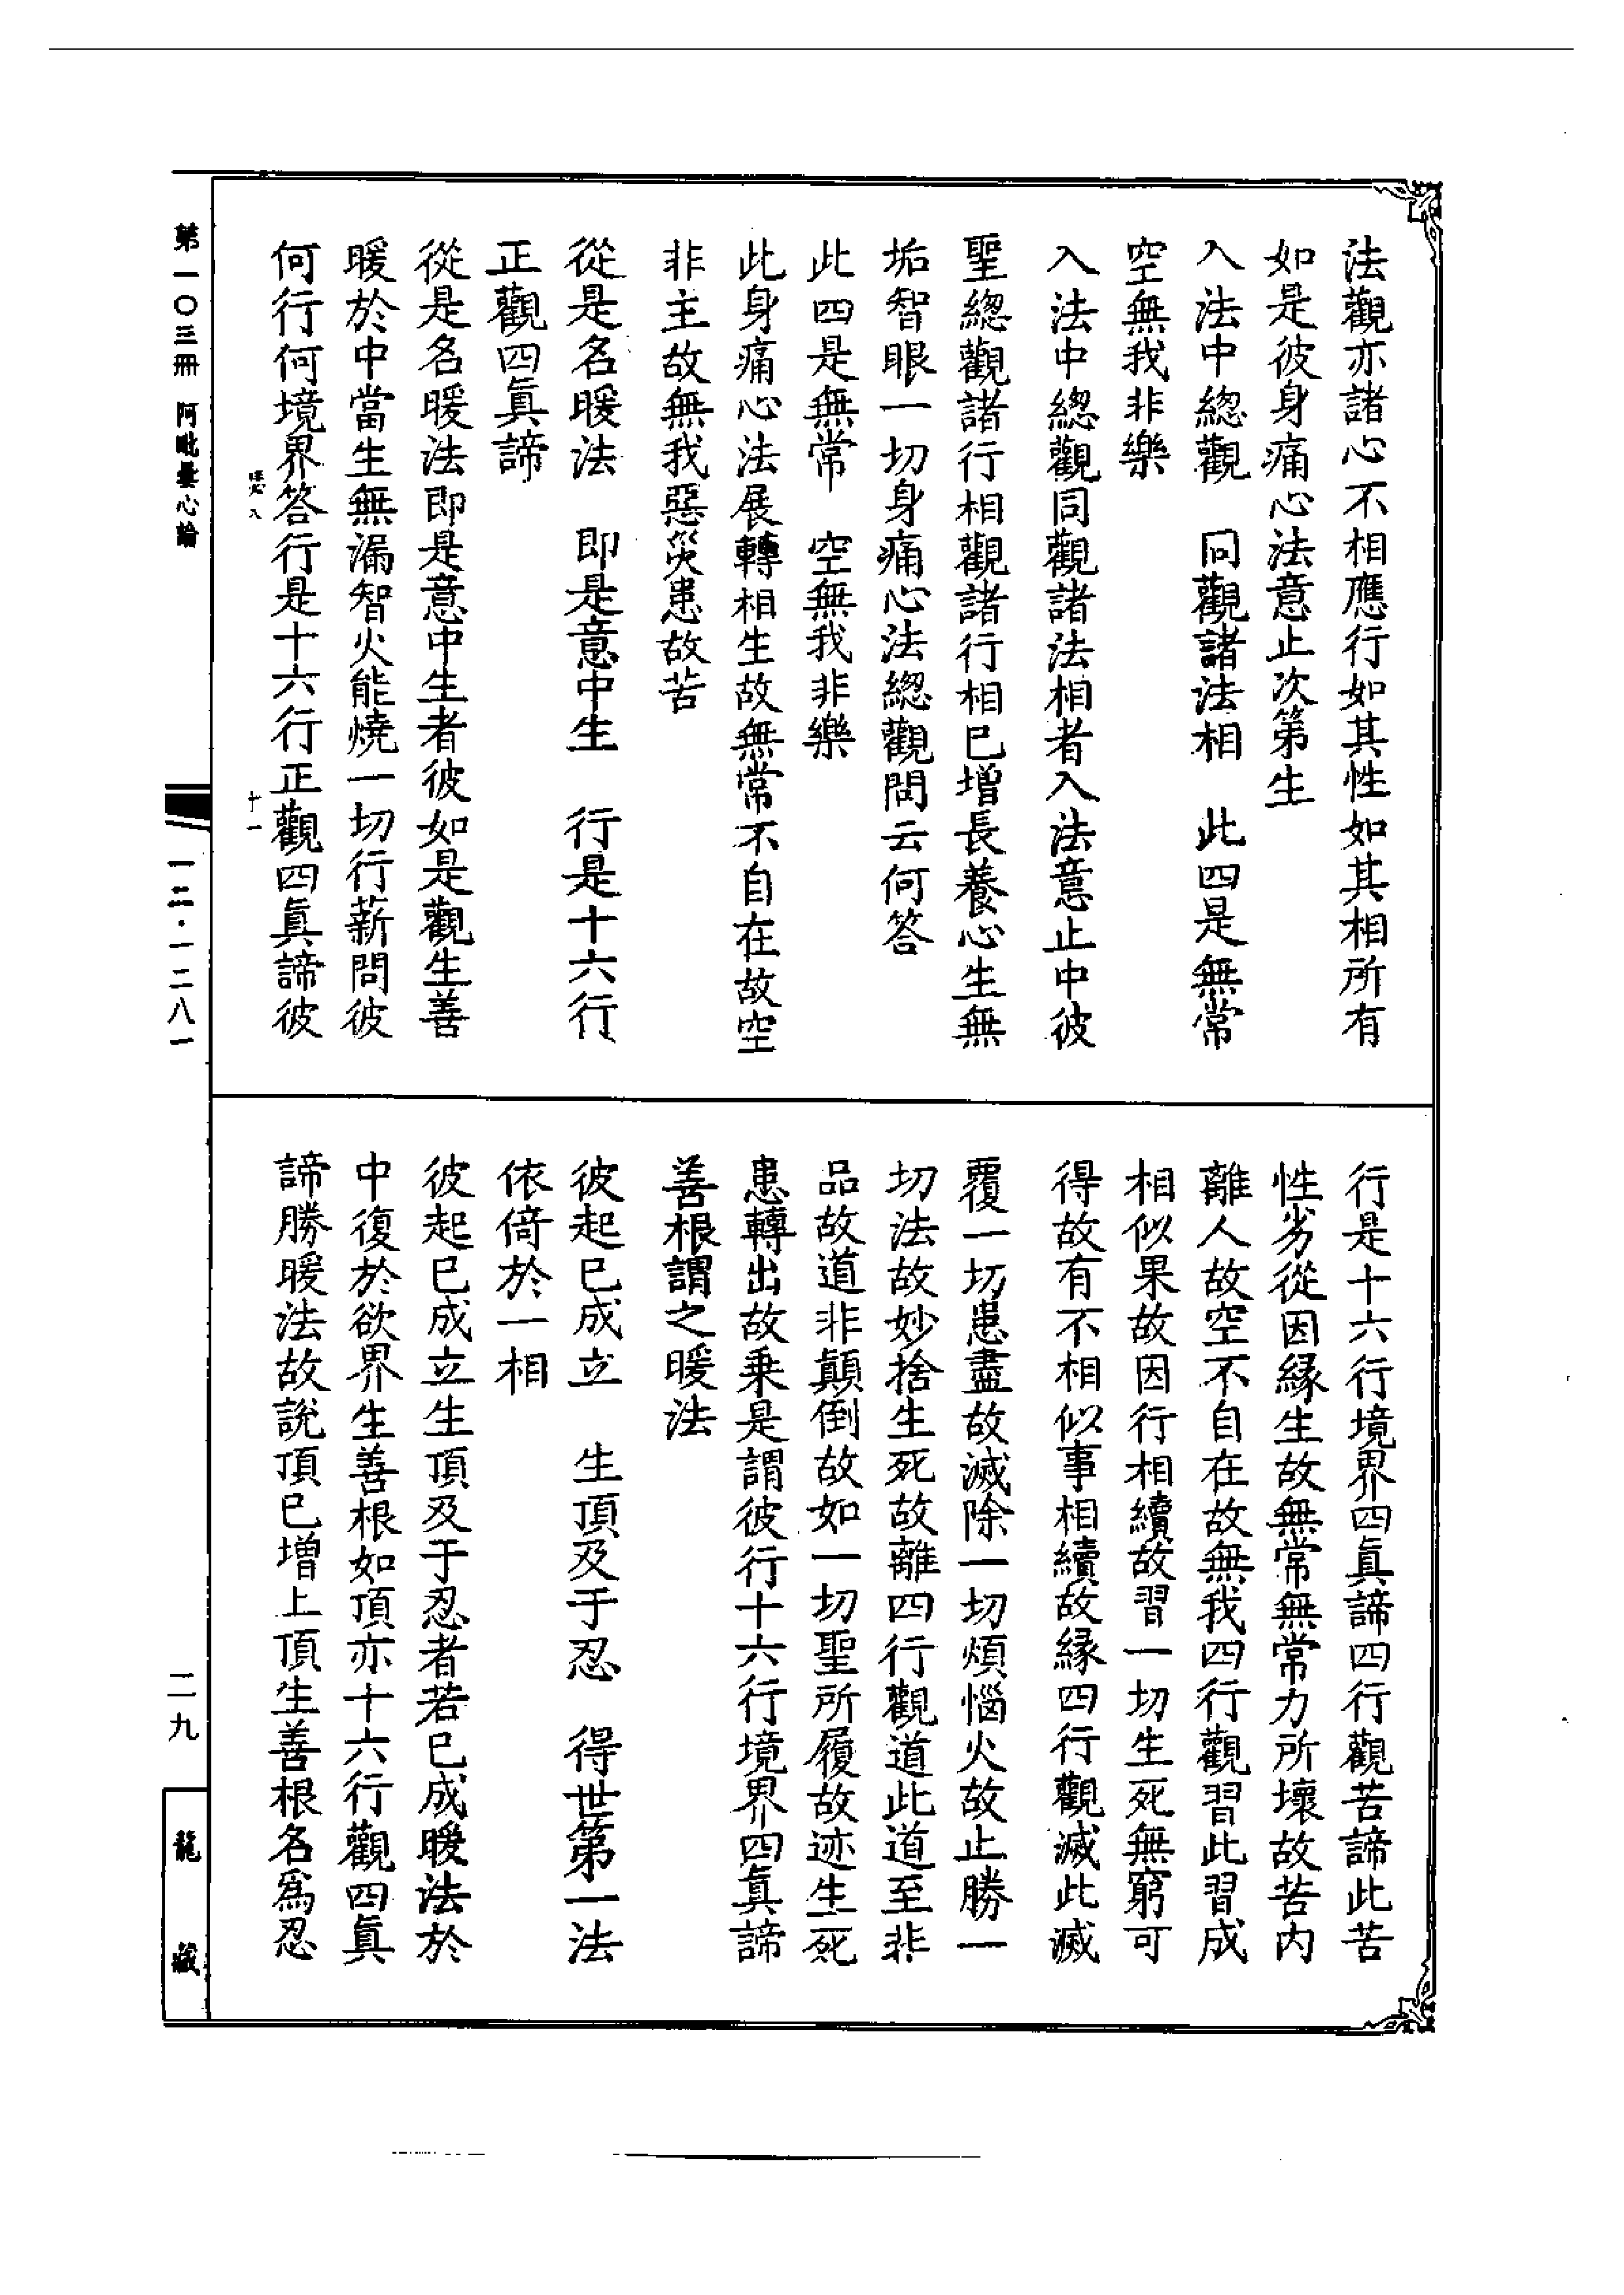 法觀亦諸心不相應行如其性如其相所有
如是彼身痛心法意止次第生
入法中總觀　同觀諸法相　此四是無常
空無我非樂
入法中總觀同觀諸法相者入法意止中彼
聖總觀諸行相觀諸行相已增長養心生無
垢智眼一切身痛心法總觀問云何答
此四是無常　空無我非樂
此身痛心法展轉相生故無常不自在故空
非主故無我惡災患故苦
從是名暖法　即是意中生　行是十六行
正觀四眞諦
從是名暖法即是意中生者彼如是觀生善
暖於中當生無漏智火能燒一切行薪問彼
何行何境界答行是十六行正觀四眞諦彼
十一
行是十六行境界四眞諦四行觀苦諦此苦
性劣從因緣生故無常無常力所壞故苦內
離人故空不自在故無我四行觀習此習成
相似果故因行相續故習一切生死無窮可
得故有不相似事相續故緣四行觀滅此滅
覆一切患盡故滅除一切煩惱火故止勝一
切法故妙捨生死故離四行觀道此道至非
品故道非顛倒故如一切聖所履故迹生死
患轉出故乘是謂彼行十六行境界四眞諦
善根謂之暖法
彼起已成立　生頂及于忍　得世第一法
依倚於一相
彼起已成立生頂及于忍者若已成暖法於
中復於欲界生善根如頂亦十六行觀四眞
諦勝暖法故說頂已增上頂生善根名爲忍
第一〇三冊　阿毗曇心論
一二·一二八一
二九
龍藏